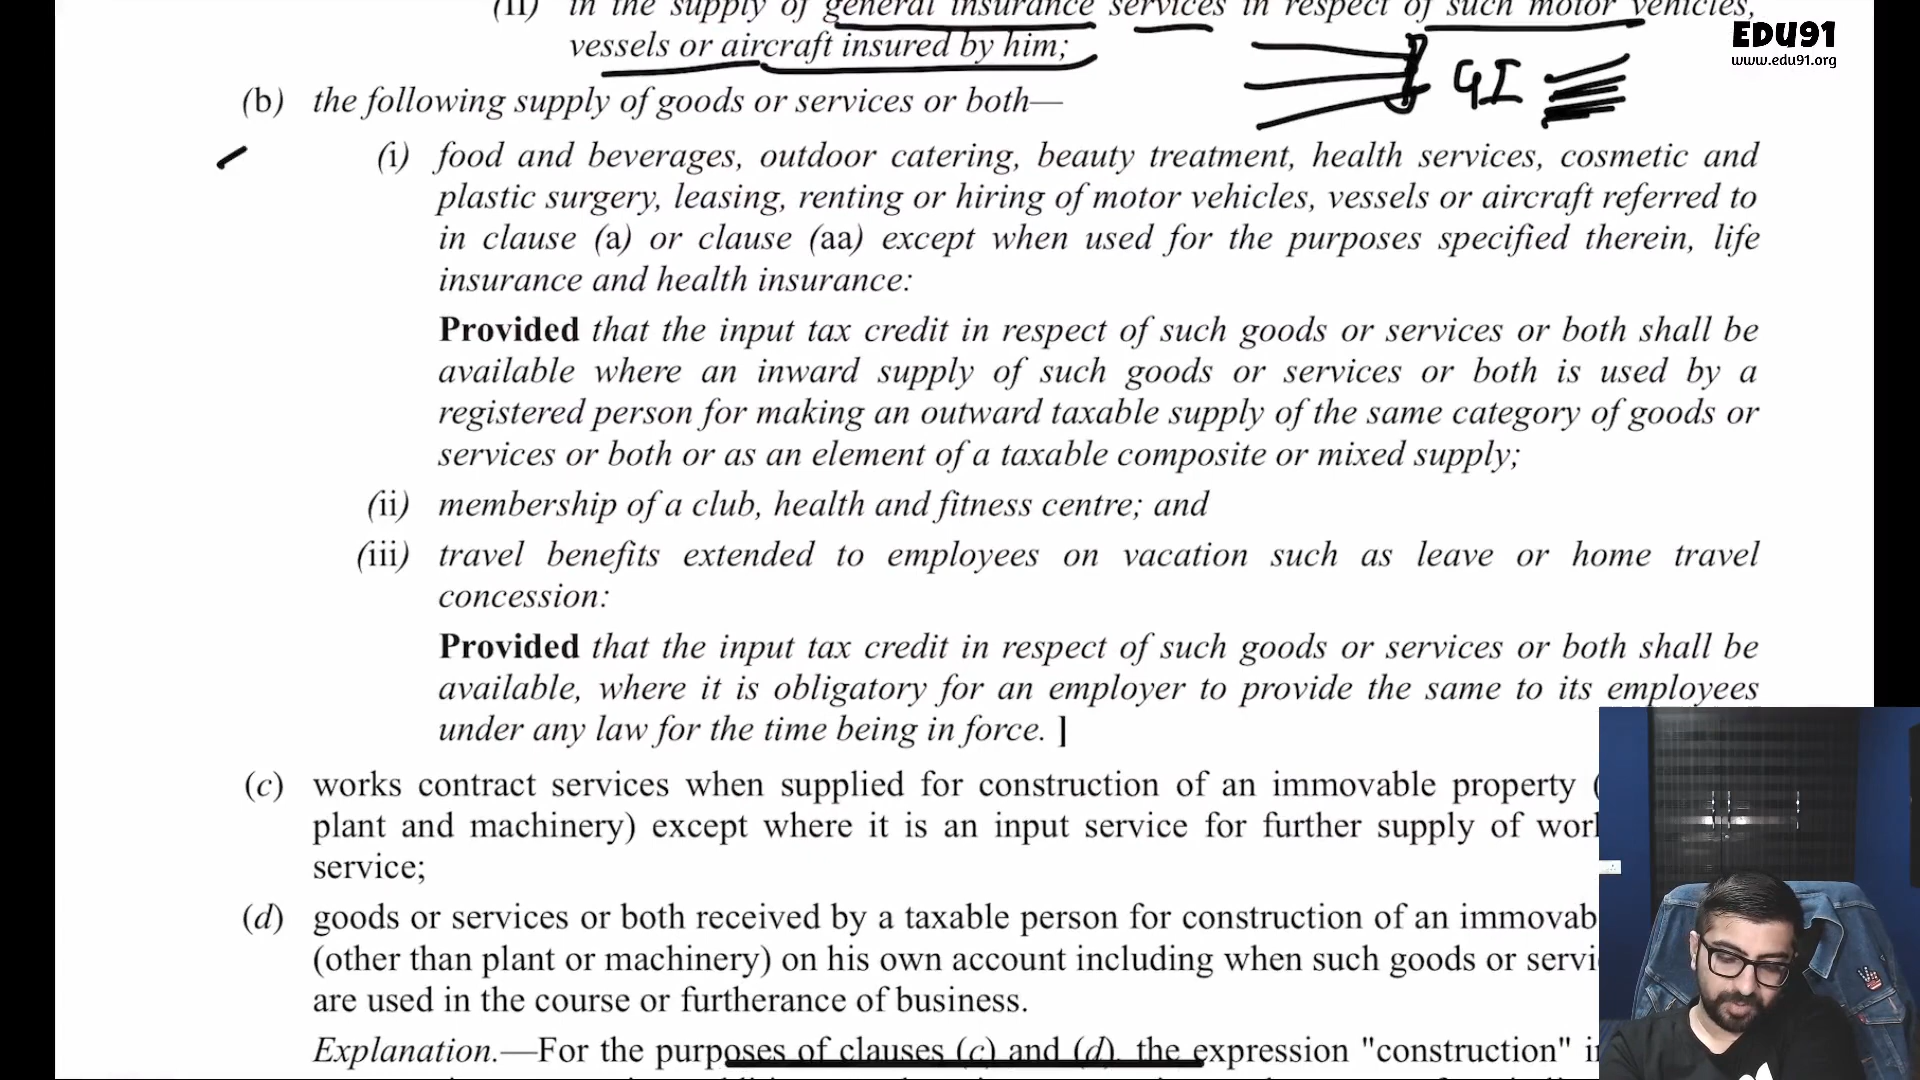 (ii) in the supply of general insurance services in respect of such motor vehicles,
vessels or aircraft insured by him;
EDU91
www.edu91.org
GI
(b) the following supply of goods or services or both—
(i) food and beverages, outdoor catering, beauty treatment, health services, cosmetic and
plastic surgery, leasing, renting or hiring of motor vehicles, vessels or aircraft referred to
in clause (a) or clause (aa) except when used for the purposes specified therein, life
insurance and health insurance:
Provided that the input tax credit in respect of such goods or services or both shall be
available where an inward supply of such goods or services or both is used by a
registered person for making an outward taxable supply of the same category of goods or
services or both or as an element of a taxable composite or mixed supply;
(ii) membership of a club, health and fitness centre; and
(iii) travel benefits extended to employees on vacation such as leave or home travel
concession:
Provided that the input tax credit in respect of such goods or services or both shall be
available, where it is obligatory for an employer to provide the same to its employees
under any law for the time being in force. ]
(c) works contract services when supplied for construction of an immovable property (
plant and machinery) except where it is an input service for further supply of
service;
(d) goods or services or both received by a taxable person for construction of an
(other than plant or machinery) on his own account including when such goods or
are used in the course or furtherance of business.
Explanation.—For the purposes of clauses (c) and (d), the expression "construction"